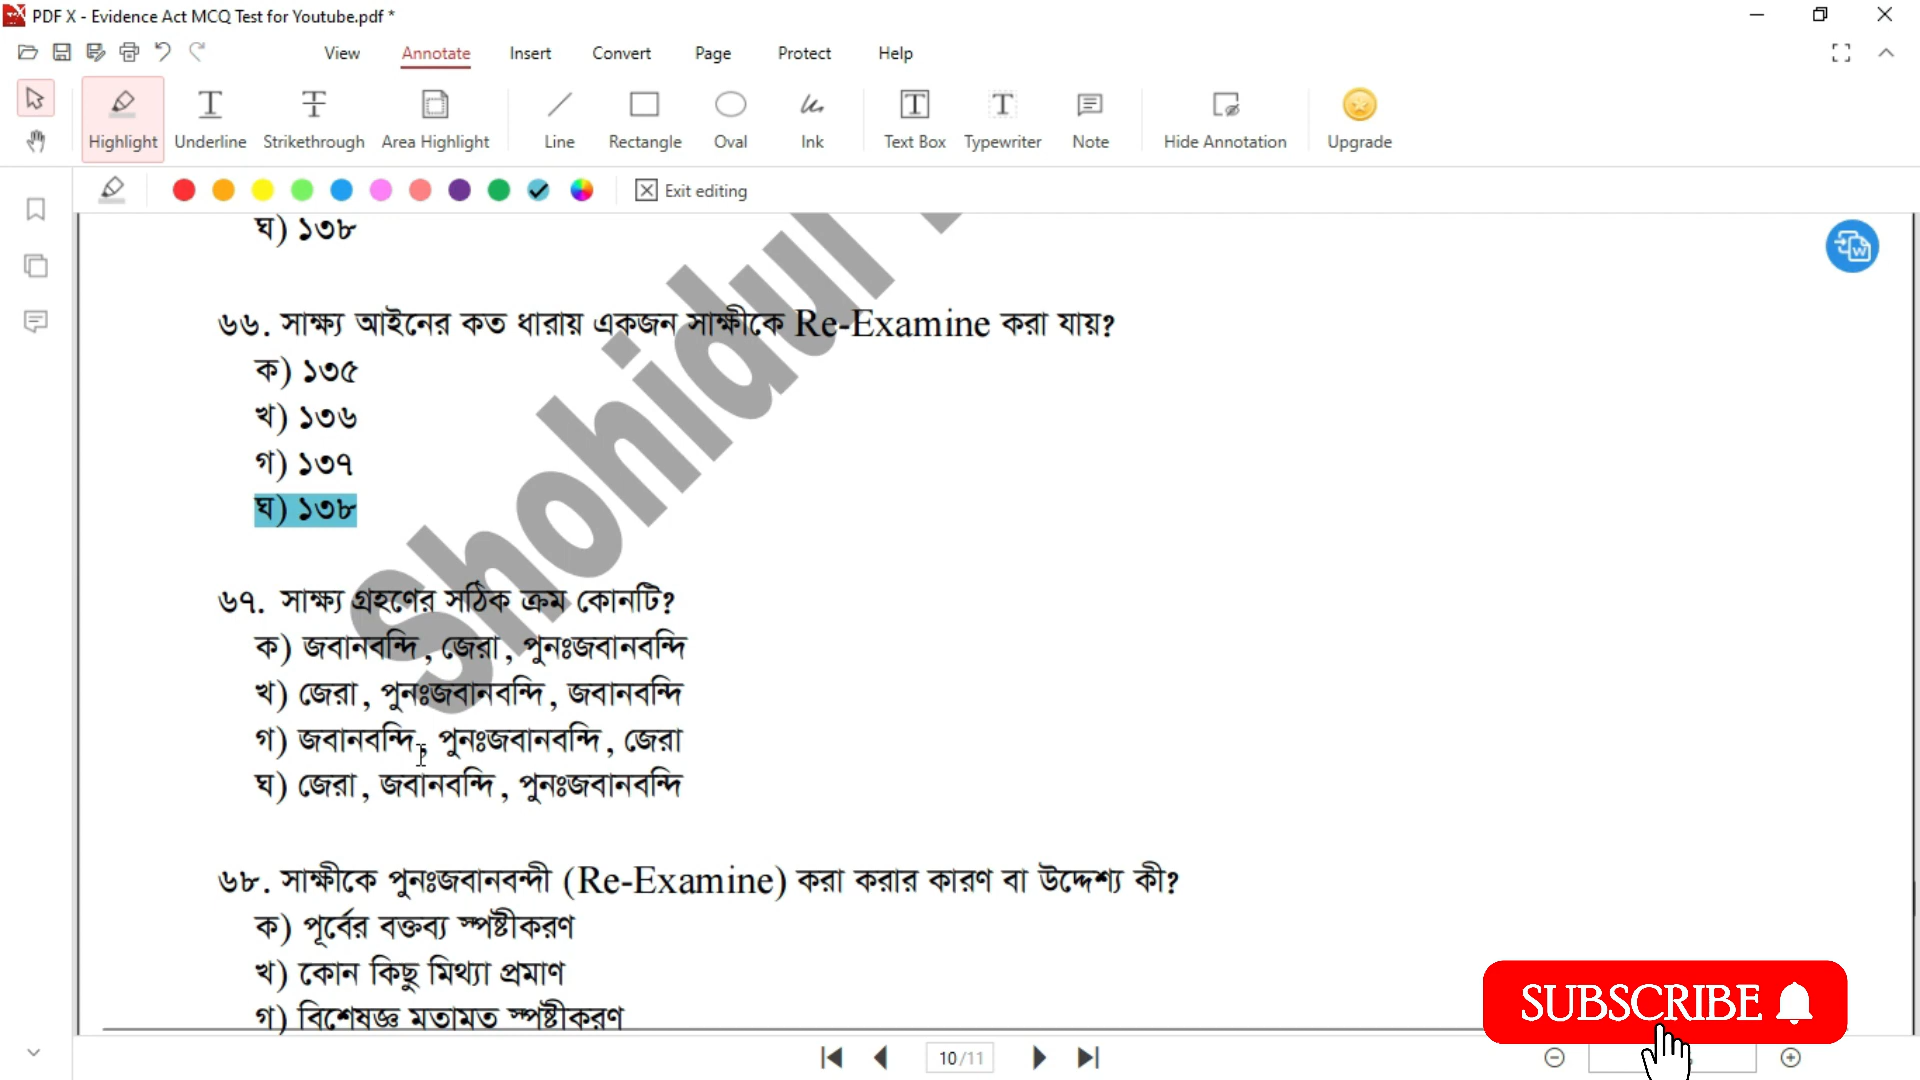 PDF X - Evidence Act MCQ Test for Youtube.pdf *
View Annotate Insert Convert Page Protect Help
Highlight Underline Strikethrough Area Highlight Line Rectangle Oval Ink Text Box Typewriter Note Hide Annotation Upgrade
Exit editing
ঘ) ১৩৮
৬৬. সাক্ষ্য আইনের কত ধারায় একজন সাক্ষীকে Re-Examine করা যায়?
ক) ১৩৫
খ) ১৩৬
গ) ১৩৭
ঘ) ১৩৮
Shohidul
৬৭. সাক্ষ্য গ্রহণের সঠিক ক্রম কোনটি?
ক) জবানবন্দি, জেরা, পুনঃজবানবন্দি
খ) জেরা, পুনঃজবানবন্দি, জবানবন্দি
গ) জবানবন্দি, পুনঃজবানবন্দি, জেরা
ঘ) জেরা, জবানবন্দি, পুনঃজবানবন্দি
৬৮. সাক্ষীকে পুনঃজবানবন্দী (Re-Examine) করা করার কারণ বা উদ্দেশ্য কী?
ক) পূর্বের বক্তব্য স্পষ্টীকরণ
খ) কোন কিছু মিথ্যা প্রমাণ
গ) বিশেষজ্ঞ মতামত স্পষ্টীকরণ
SUBSCRIBE
10/11